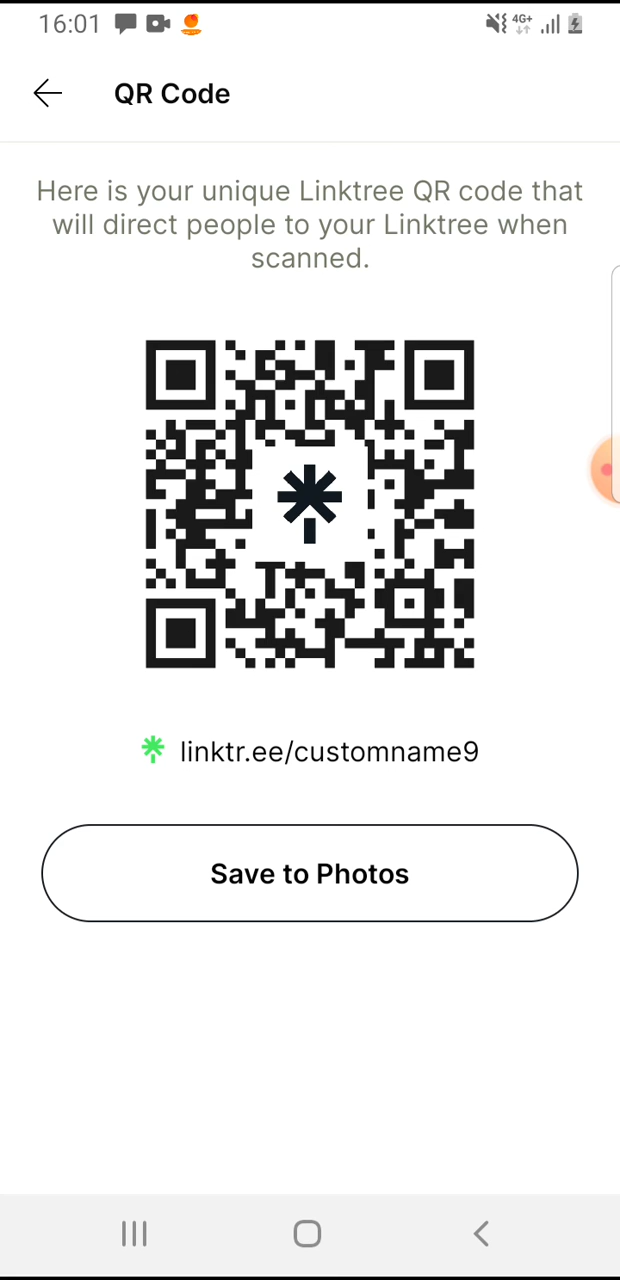 16:01
4G+
QR Code
Here is your unique Linktree QR code that
will direct people to your Linktree when
scanned.
linktr.ee/customname9
Save to Photos